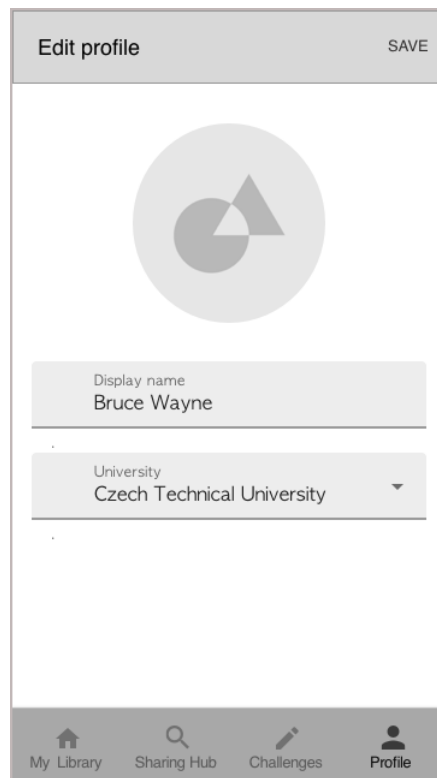 Edit profile SAVE
Display name
Bruce Wayne
University
Czech Technical University
My Library Sharing Hub Challenges Profile